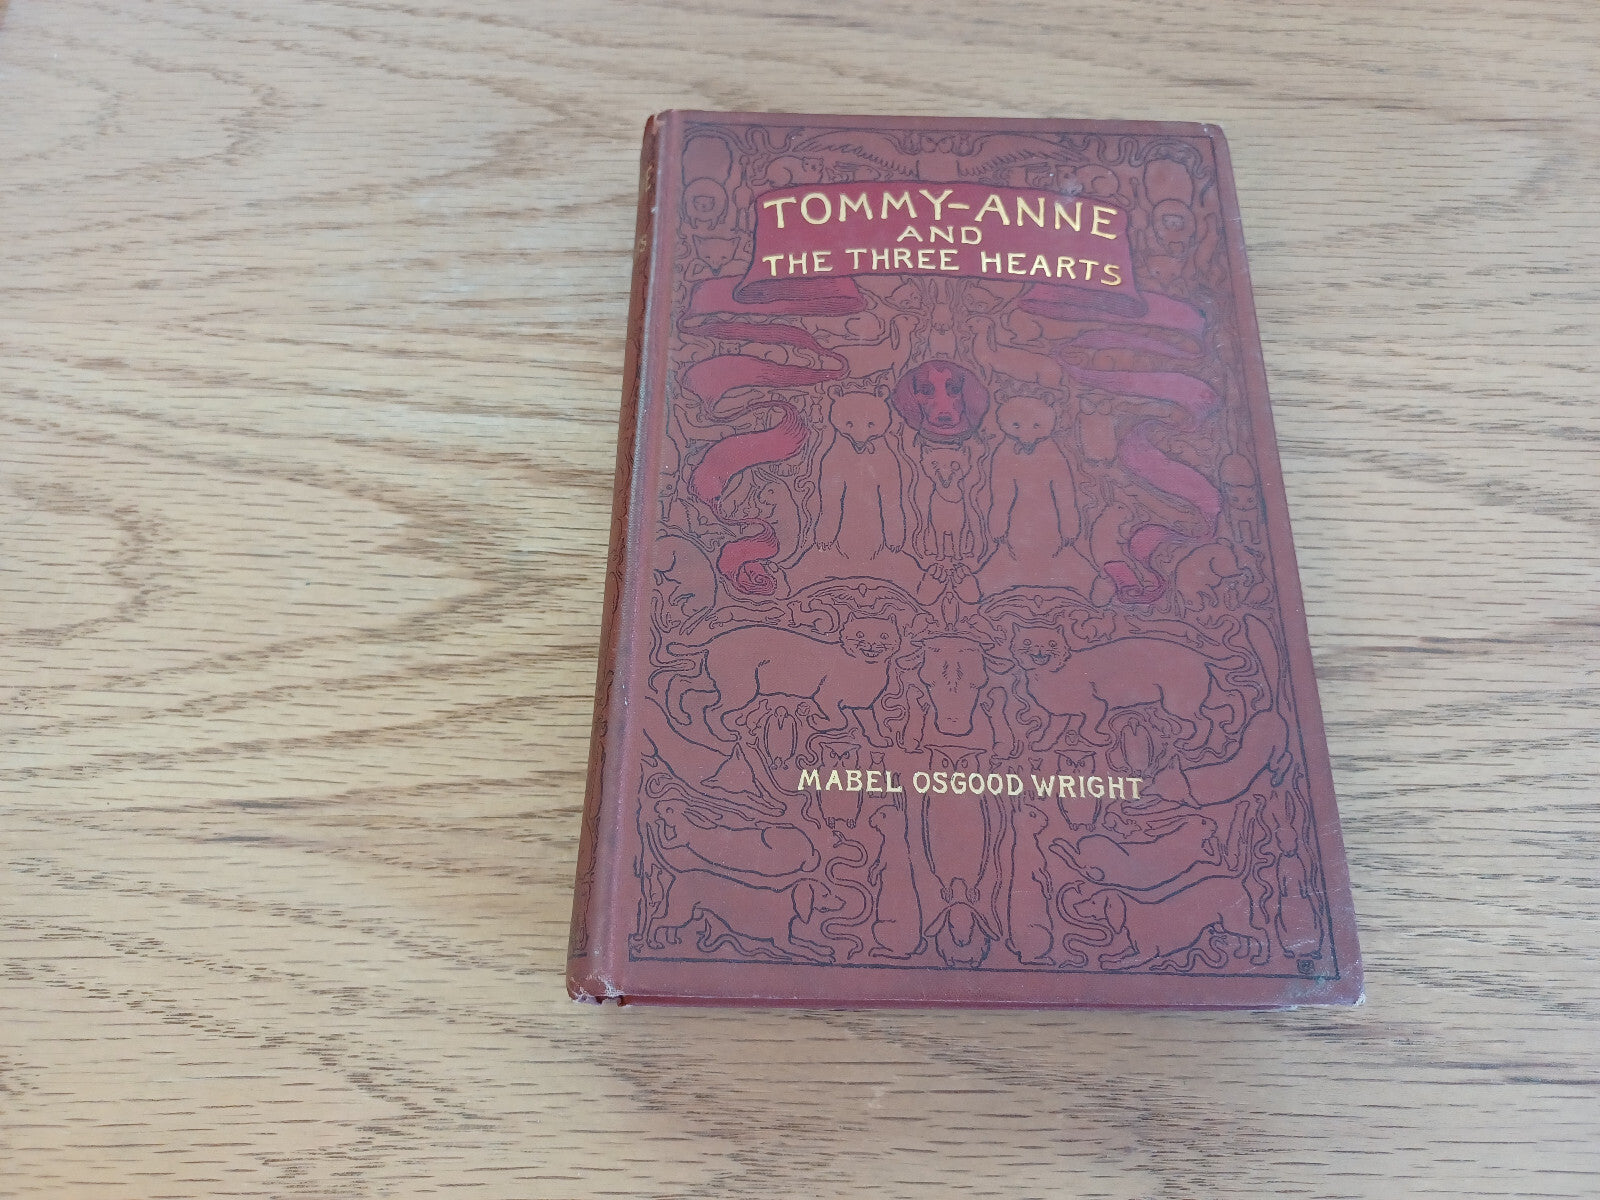 TOMMY-ANNE
AND
THE THREE HEARTS
MABEL OSGOOD WRIGHT